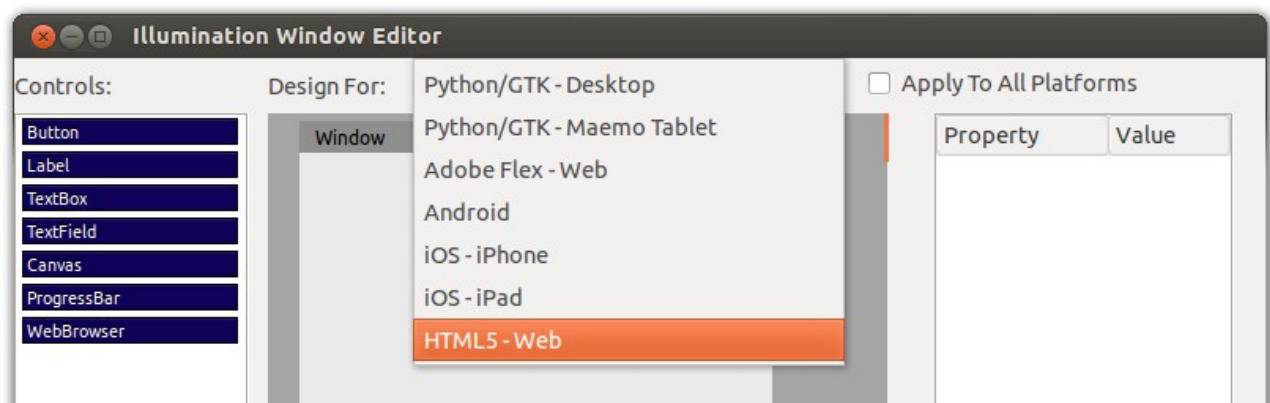 Illumination Window Editor
Controls:
Design For:
Apply To All Platforms
Button
Label
TextBox
TextField
Canvas
ProgressBar
WebBrowser
Window
Python/GTK - Desktop
Python/GTK - Maemo Tablet
Adobe Flex - Web
Android
iOS - iPhone
iOS - iPad
HTML5 - Web
Property Value